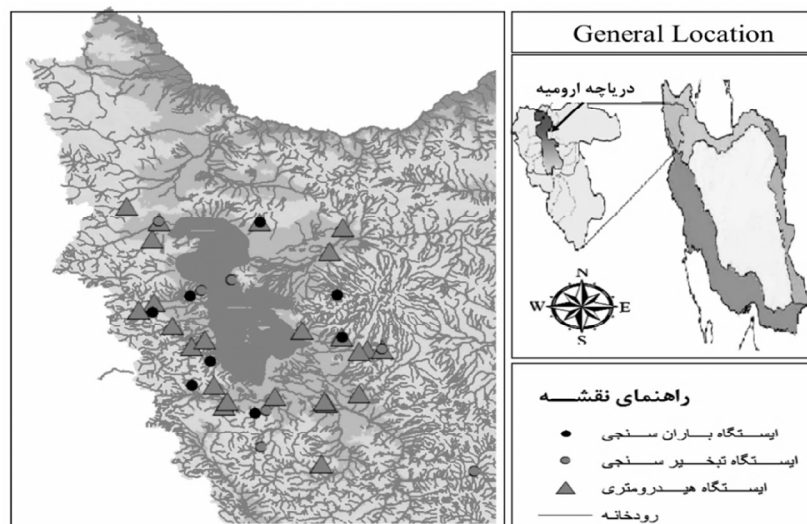 General Location
دریاچه ارومیه
N
W E
S
راهنمای نقشه
ایستگاه باران سنجی
ایستگاه تبخیر سنجی
ایستگاه هیدرومتری
رودخانه